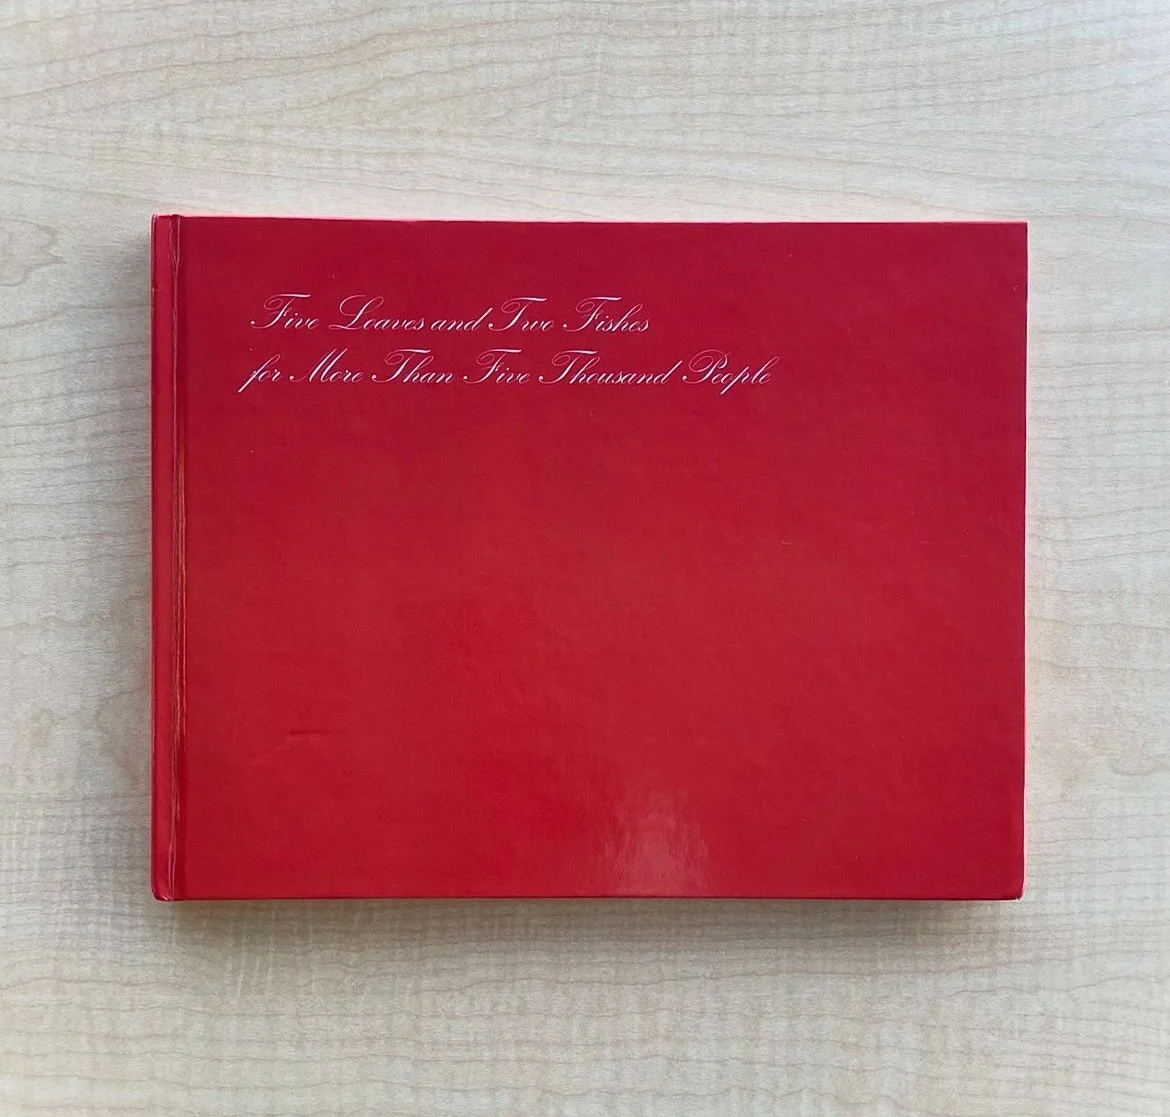 Five Loaves and Two Fishes
for More Than Five Thousand People